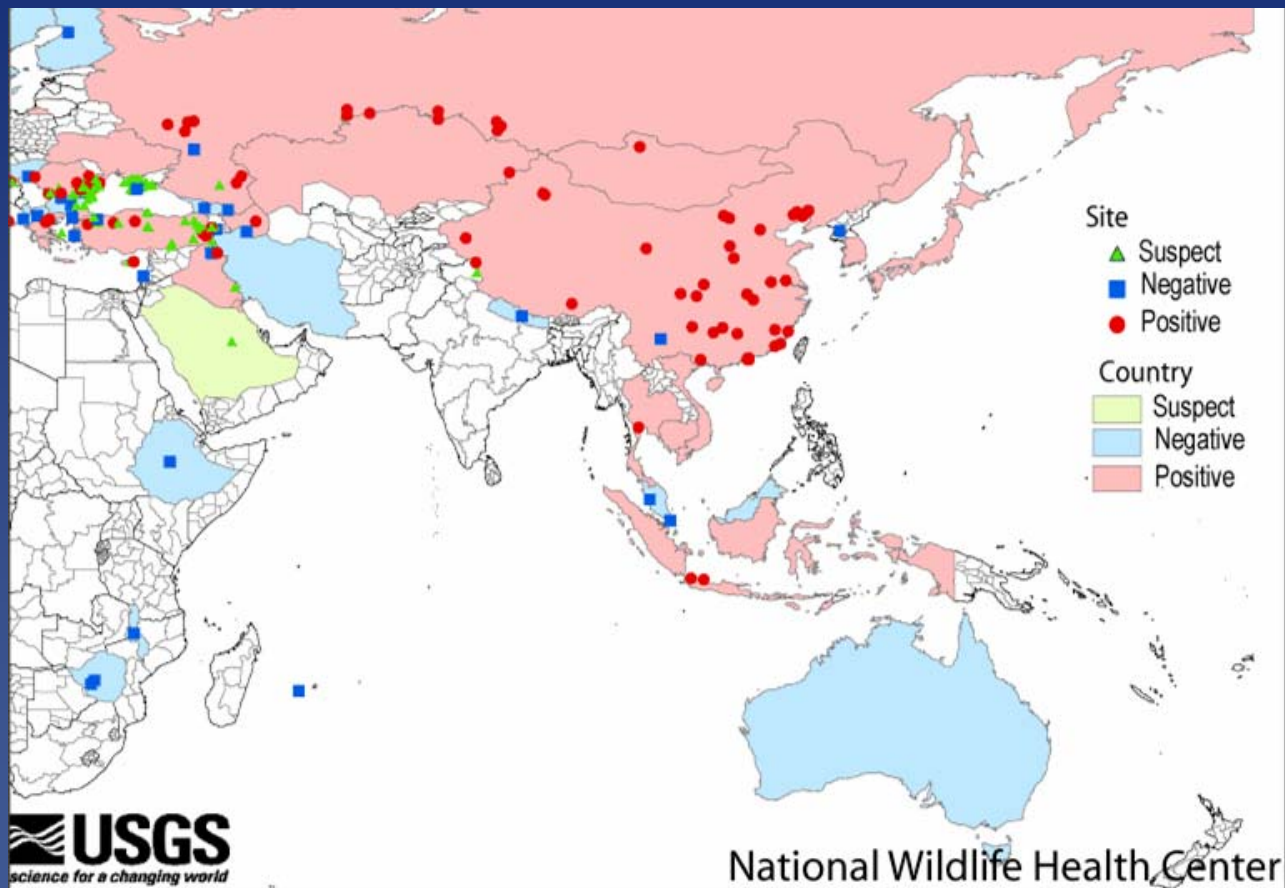 Site
Suspect
Negative
Positive
Country
Suspect
Negative
Positive
USGS
science for a changing world
National Wildlife Health Center